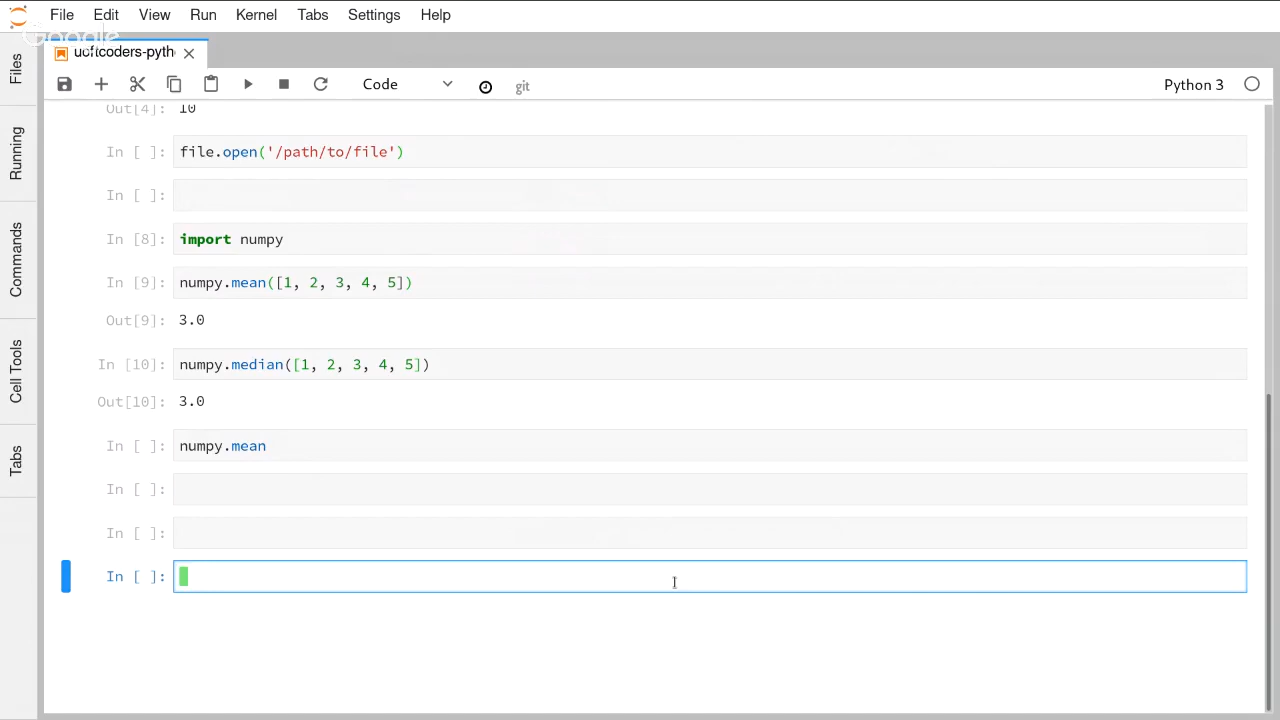 File Edit View Run Kernel Tabs Settings Help
Google
uoftcoders-pyth
Code
git
Python 3
Files
Running
Commands
Cell Tools
Tabs
Out[4]: 10
In [ ]: file.open('/path/to/file')
In [ ]:
In [8]: import numpy
In [9]: numpy.mean([1, 2, 3, 4, 5])
Out[9]: 3.0
In [10]: numpy.median([1, 2, 3, 4, 5])
Out[10]: 3.0
In [ ]: numpy.mean
In [ ]:
In [ ]:
In [ ]: